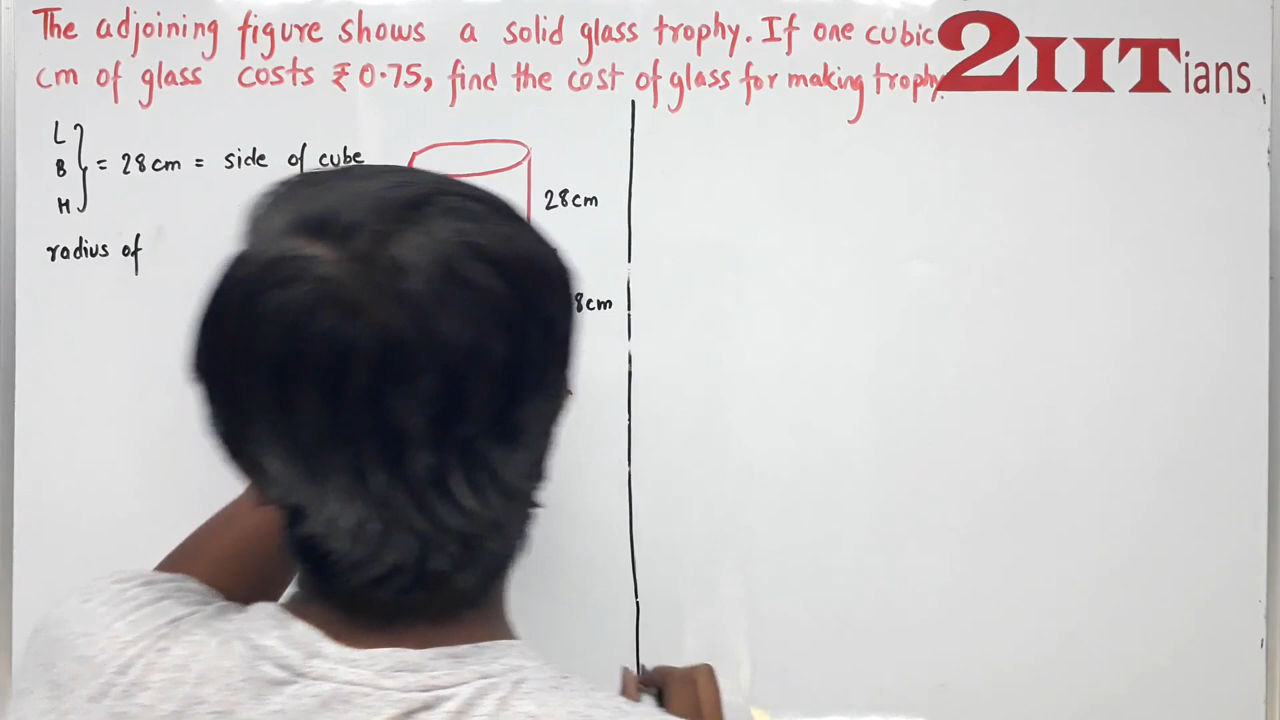 The adjoining figure shows a solid glass trophy. If one cubic
cm of glass costs ₹0.75, find the cost of glass for making trophy.
2IITians
L
B = 28cm = side of cube
H
28cm
radius of
8cm